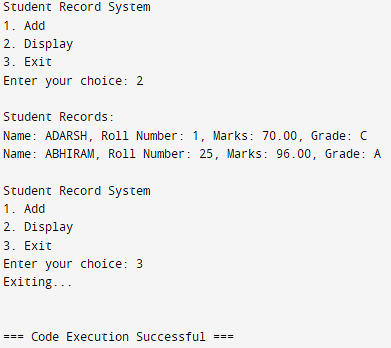 Student Record System
1. Add
2. Display
3. Exit
Enter your choice: 2
Student Records:
Name: ADARSH, Roll Number: 1, Marks: 70.00, Grade: C
Name: ABHIRAM, Roll Number: 25, Marks: 96.00, Grade: A
Student Record System
1. Add
2. Display
3. Exit
Enter your choice: 3
Exiting...
=== Code Execution Successful ===